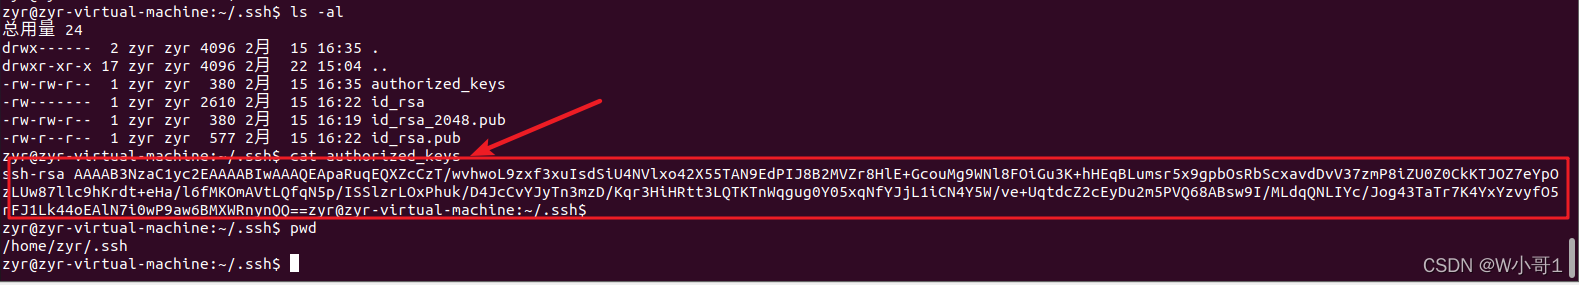 zyr@zyr-virtual-machine:~/.ssh$ ls -al
总用量 24
drwx------  2 zyr zyr 4096 2月  15 16:35 .
drwxr-xr-x 17 zyr zyr 4096 2月  22 15:04 ..
-rw-rw-r--  1 zyr zyr  380 2月  15 16:35 authorized_keys
-rw-------  1 zyr zyr 2610 2月  15 16:22 id_rsa
-rw-rw-r--  1 zyr zyr  380 2月  15 16:19 id_rsa_2048.pub
-rw-r--r--  1 zyr zyr  577 2月  15 16:22 id_rsa.pub
zyr@zyr-virtual-machine:~/.ssh$ cat authorized_keys
ssh-rsa AAAAB3NzaC1yc2EAAAABIwAAAQEApaRuqEQXZcCzT/wvhwoL9zxf3xuIsdSiU4NVlxo42X55TAN9EdPIJ8B2MVZr8HlE+GcouMg9WNl8FOiGu3K+hHEqBLumsr5x9gpbOsRbScxavdDvV37zmP8iZU0Z0CkKTJOZ7eYpO
zLUw87llc9hKrdt+eHa/l6fMKOmAVtLQfqN5p/ISSlzrLOxPhuk/D4JcCvYJyTn3mzD/Kqr3HiHRtt3LQTKTnWqgug0Y05xqNfYJjL1iCN4Y5W/ve+UqtdcZ2cEyDu2m5PVQ68ABsw9I/MLdqQNLIYc/Jog43TaTr7K4YxYzvyfO5
nFJ1Lk44oEAlN7i0wP9aw6BMXWRnynQQ==zyr@zyr-virtual-machine:~/.ssh$
zyr@zyr-virtual-machine:~/.ssh$ pwd
/home/zyr/.ssh
zyr@zyr-virtual-machine:~/.ssh$
CSDN @W小哥1